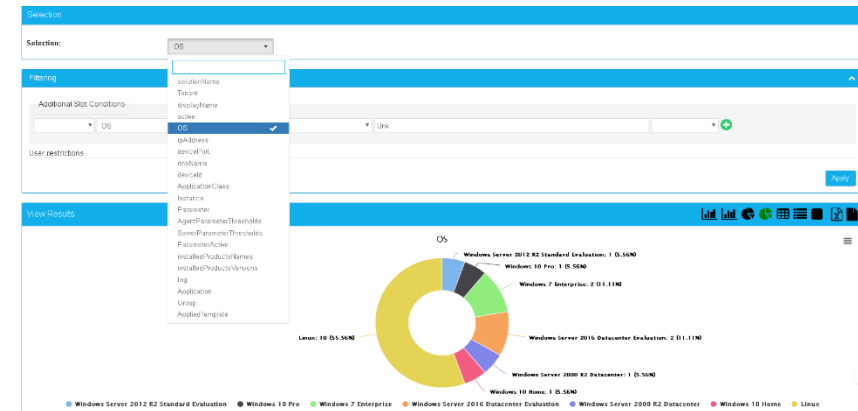 Selection
Selection:
OS
Filtering
solutionName
Tenant
displayName
active
OS
ipAddress
devicePort
dnsName
deviceId
ApplicationClass
Instance
Parameter
AgentParameterThresholds
ServerParameterThresholds
ParameterActive
installedProductsNames
installedProductsVersions
tag
Application
Group
AppliedTemplate
Additional Slot Conditions
OS
User restrictions
Apply
View Results
OS
Windows Server 2012 R2 Standard Evaluation: 1 (5.56%)
Windows 10 Pro: 1 (5.56%)
Windows 7 Enterprise: 2 (11.11%)
Linux: 10 (55.56%)
Windows Server 2016 Datacenter Evaluation: 2 (11.11%)
Windows Server 2008 R2 Datacenter: 1 (5.56%)
Windows 10 Home: 1 (5.56%)
Windows Server 2012 R2 Standard Evaluation Windows 10 Pro Windows 7 Enterprise Windows Server 2016 Datacenter Evaluation Windows Server 2008 R2 Datacenter Windows 10 Home Linux